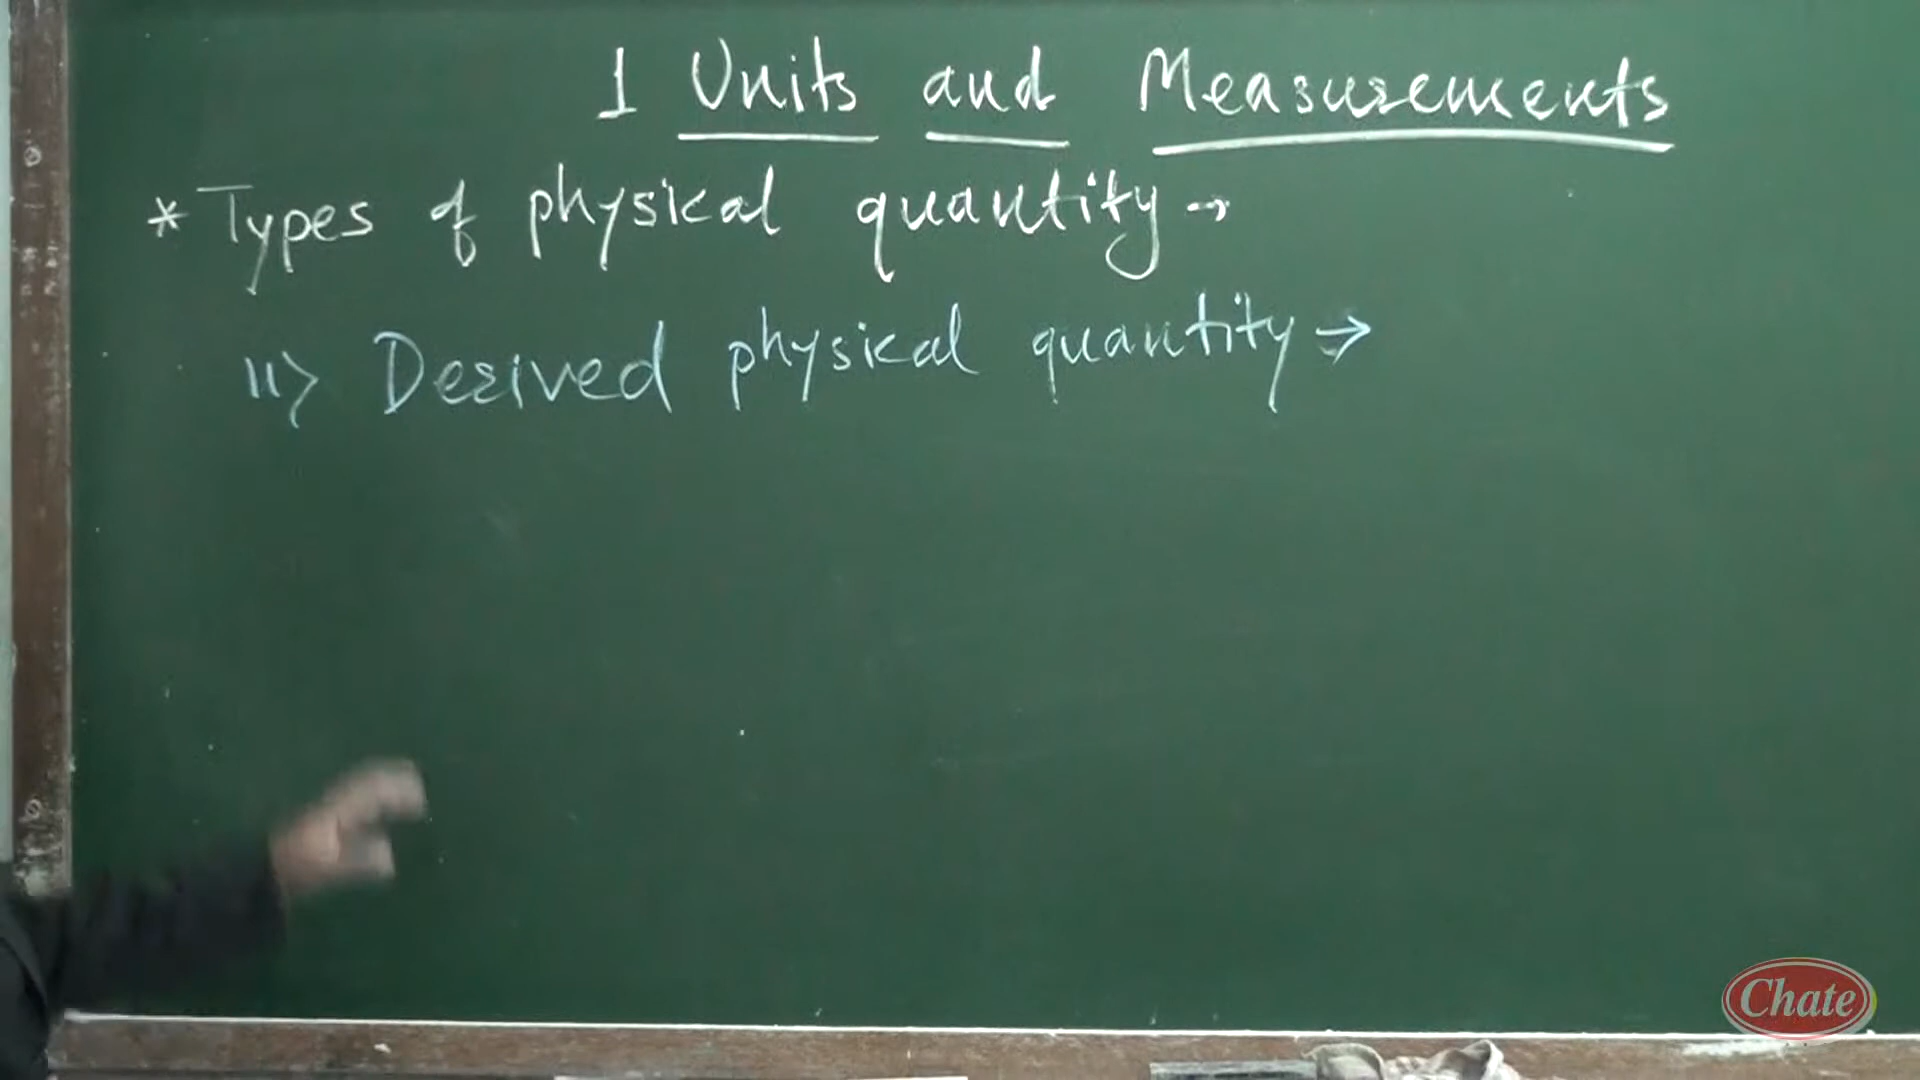 1 Units and Measurements
* Types of physical quantity →
ii> Derived physical quantity →
Chate